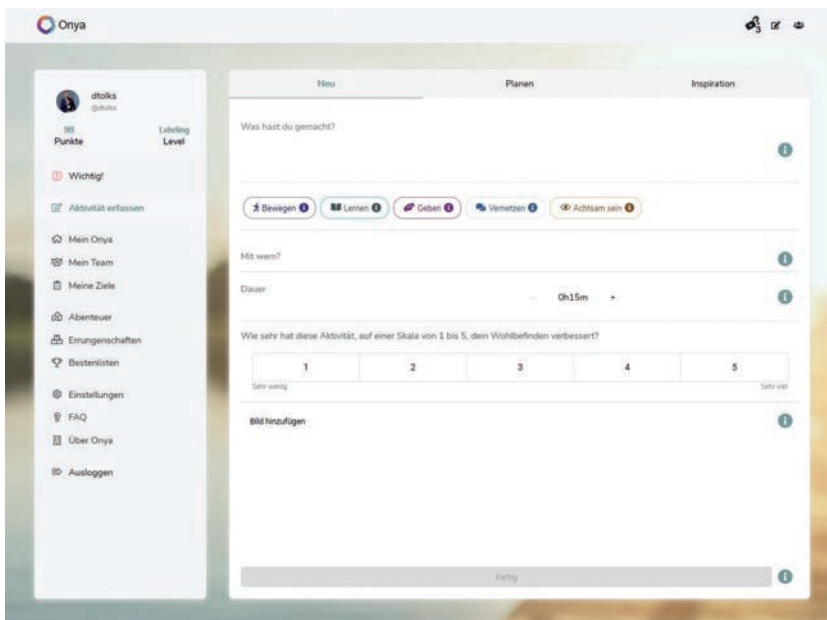 Onya
3
dtolks
@dtolks
98 Lehrling
Punkte Level
Wichtig!
Aktivität erfassen
Mein Onya
Mein Team
Meine Ziele
Abenteuer
Errungenschaften
Bestenlisten
Einstellungen
FAQ
Über Onya
Ausloggen
Neu Planen Inspiration
Was hast du gemacht?
Bewegen Lernen Geben Vernetzen Achtsam sein
Mit wem?
Dauer - 0h15m +
Wie sehr hat diese Aktivität, auf einer Skala von 1 bis 5, dein Wohlbefinden verbessert?
1 2 3 4 5
Sehr wenig Sehr viel
Bild hinzufügen
Fertig